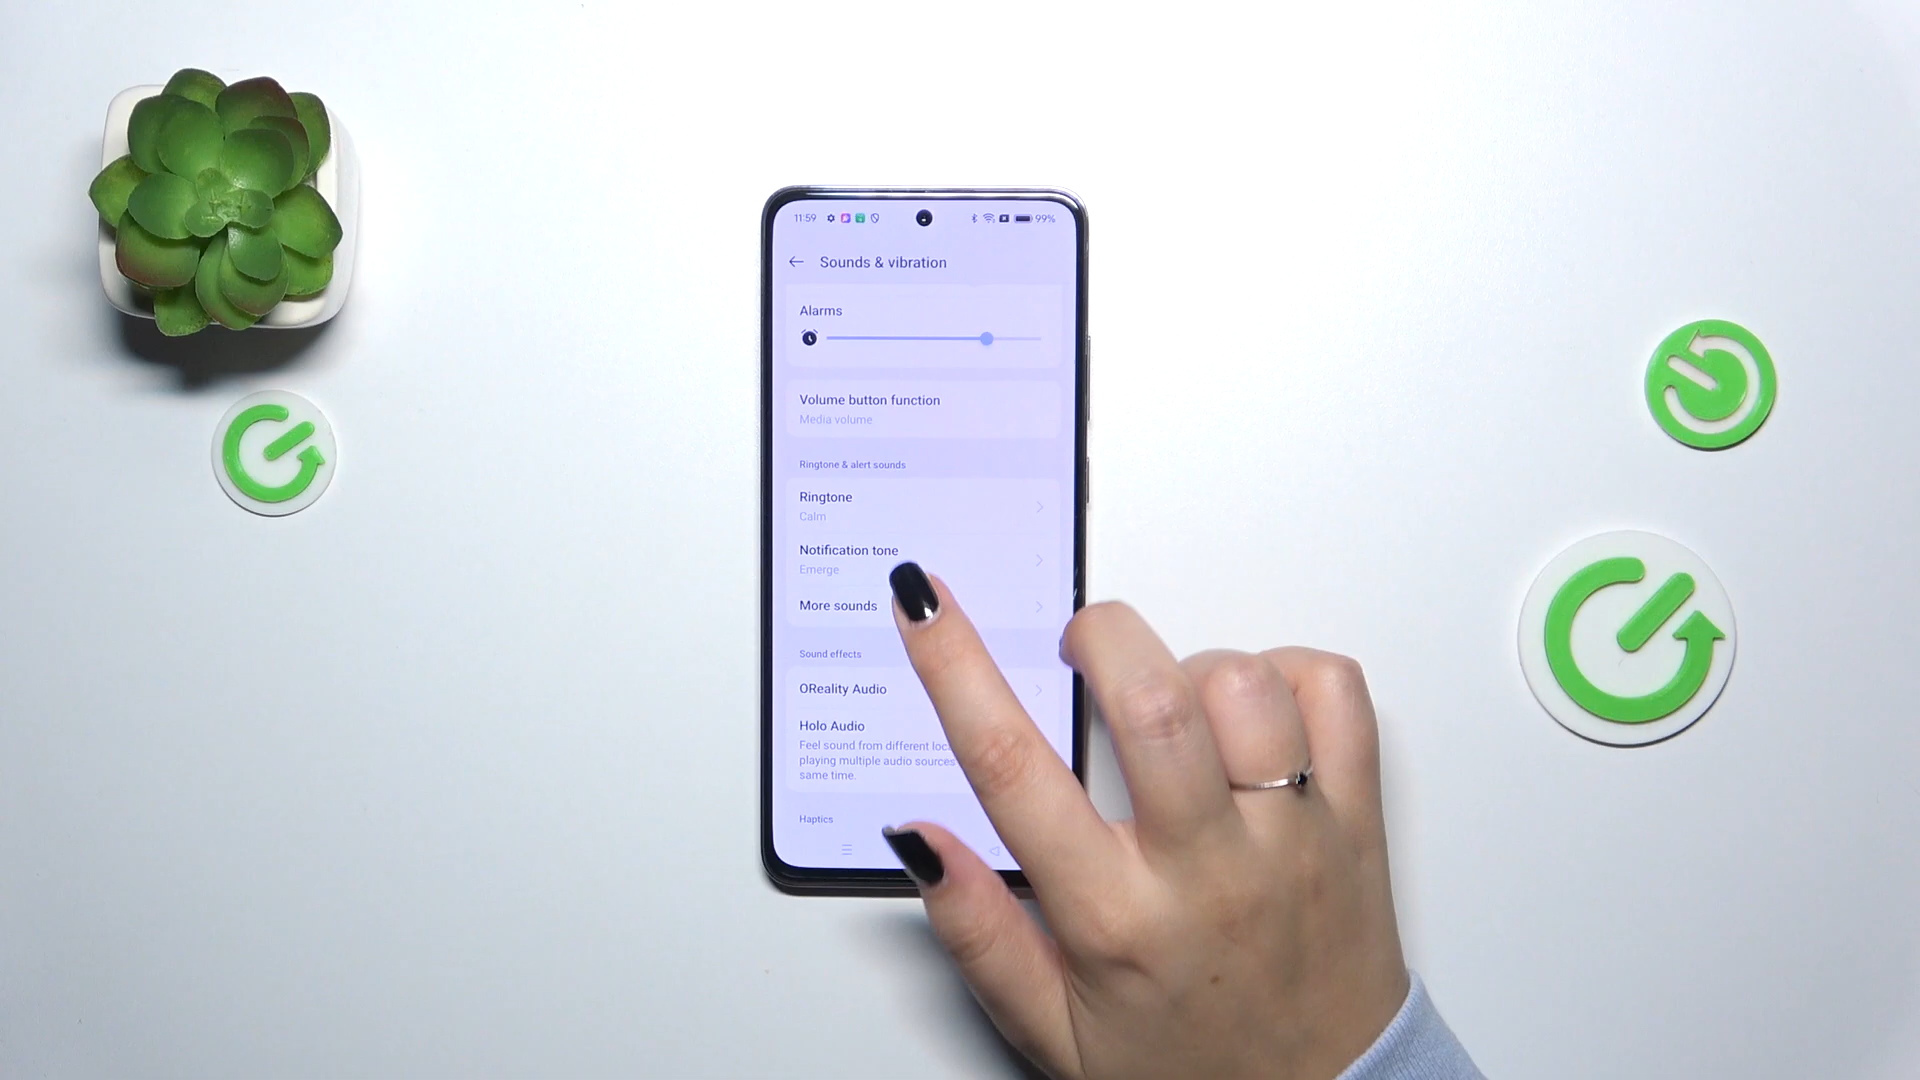 11:59 99%
Sounds & vibration
Alarms
Volume button function
Media volume
Ringtone & alert sounds
Ringtone
Calm
Notification tone
Emerge
More sounds
Sound effects
OReality Audio
Holo Audio
Feel sound from different
playing multiple audio sources
same time.
Haptics